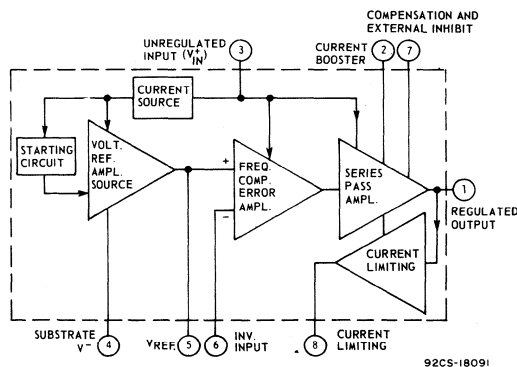 COMPENSATION AND
EXTERNAL INHIBIT
UNREGULATED
INPUT (V+IN)
3
CURRENT
BOOSTER
2
7
CURRENT
SOURCE
STARTING
CIRCUIT
VOLT.
REF.
AMPL.
SOURCE
+
FREQ.
COMP.
ERROR
AMPL.
−
SERIES
PASS
AMPL.
1
REGULATED
OUTPUT
CURRENT
LIMITING
SUBSTRATE
V−
4
VREF.
5
6
INV.
INPUT
8
CURRENT
LIMITING
92CS-18091